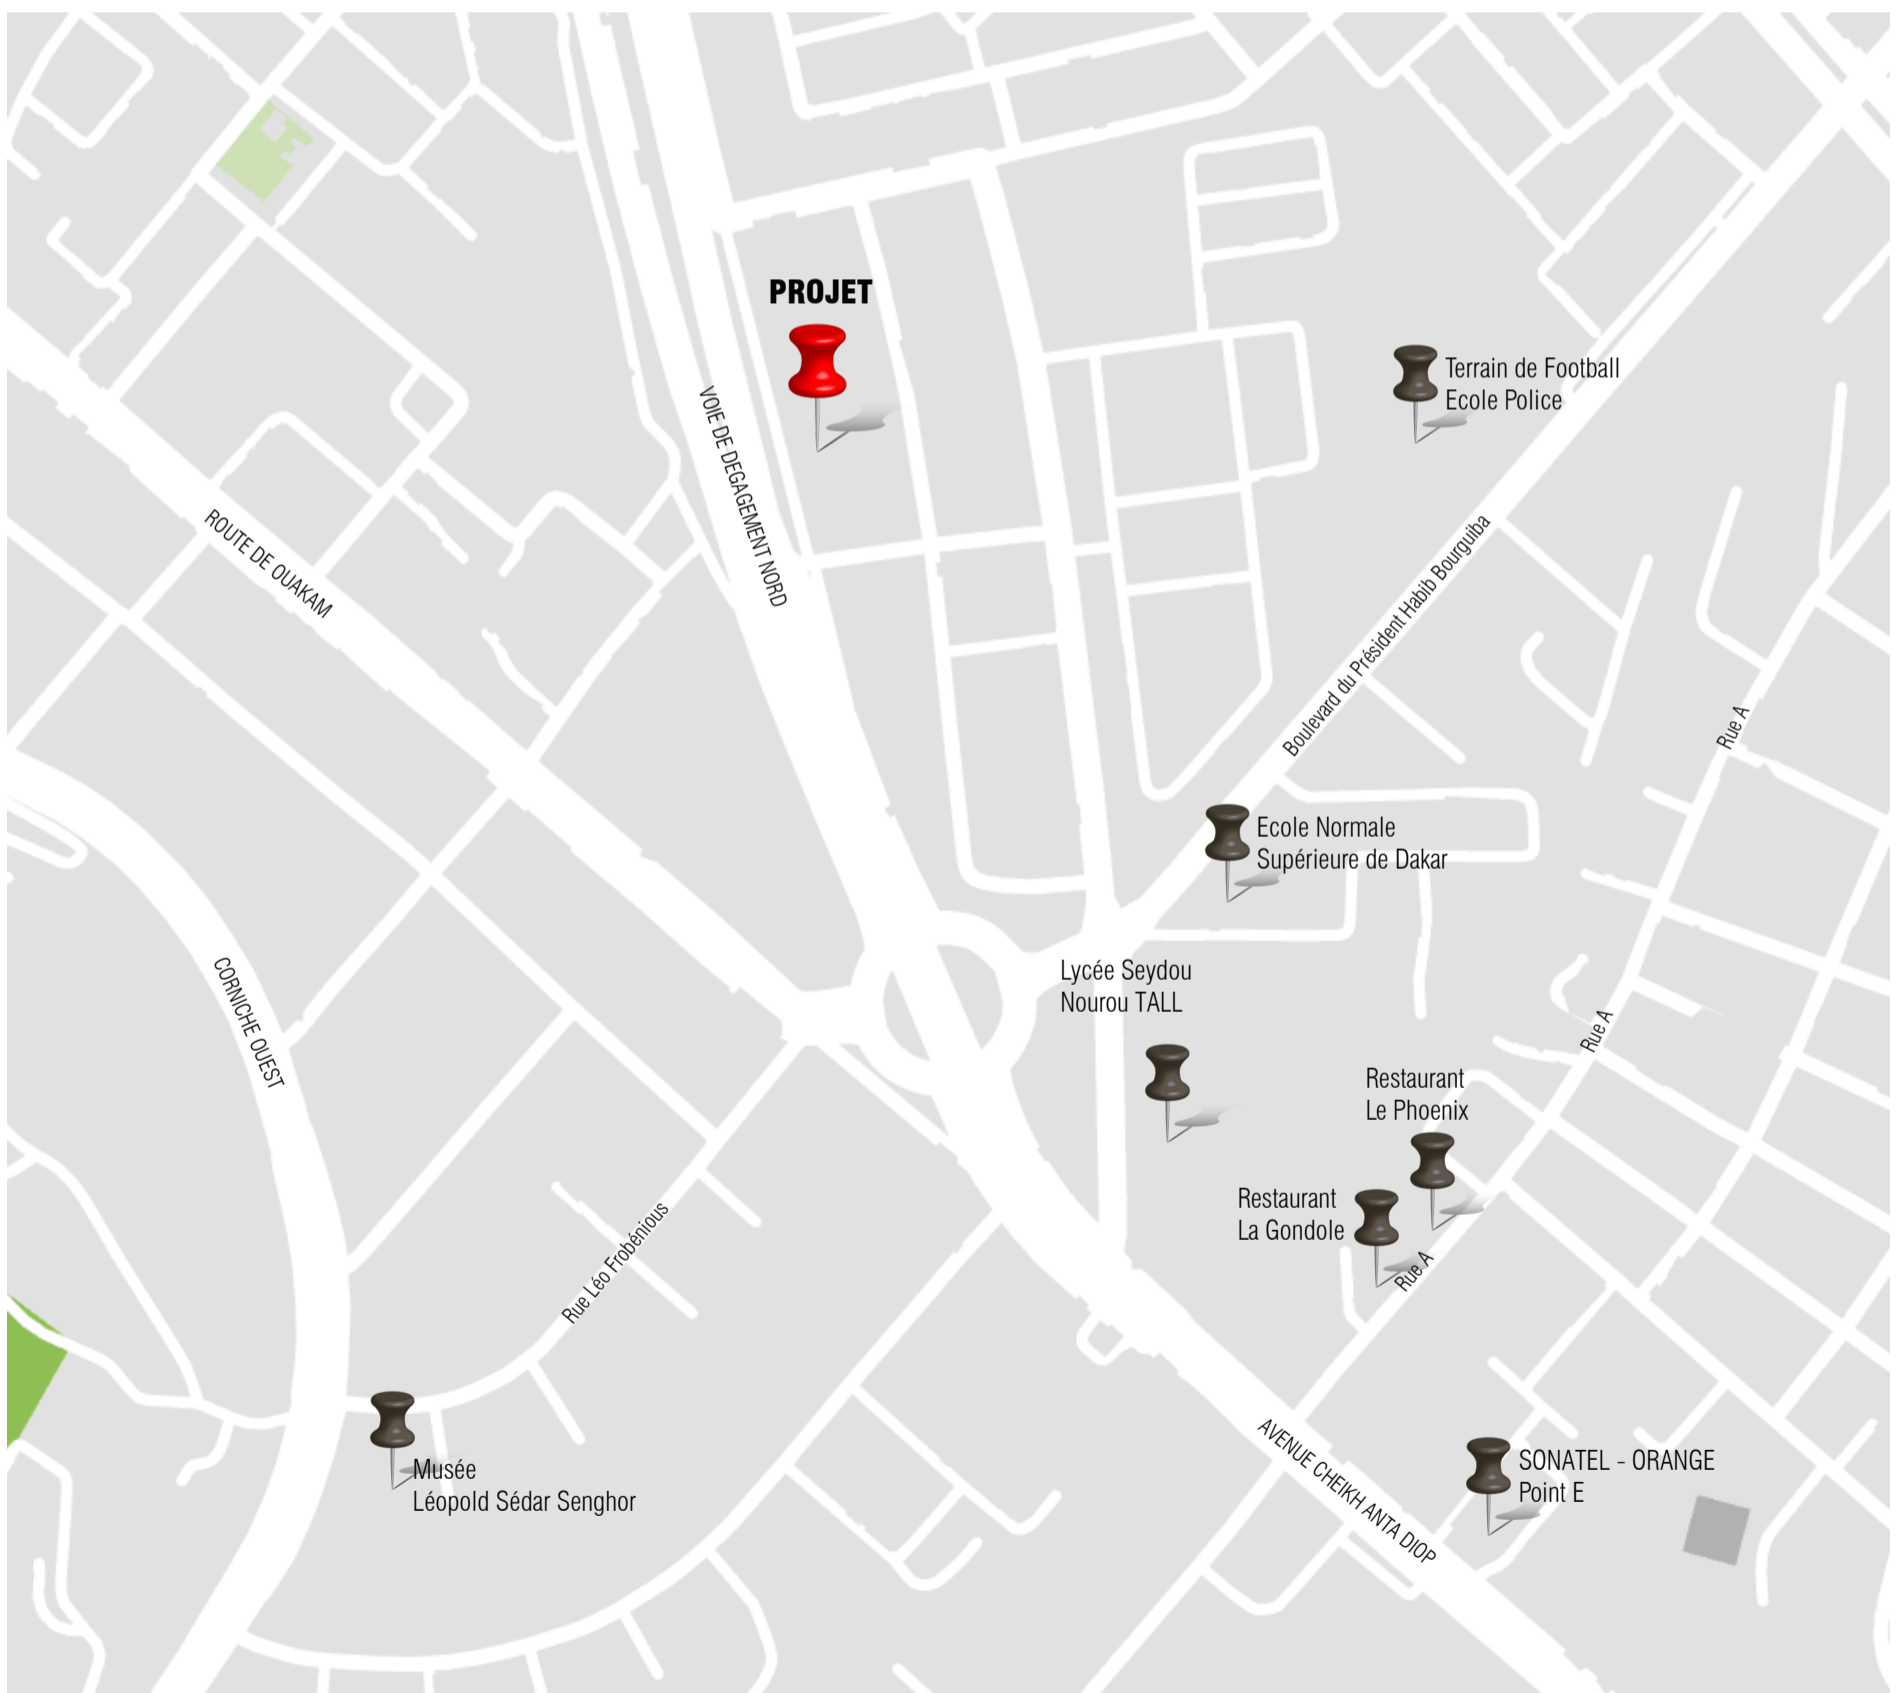 PROJET
Terrain de Football
Ecole Police
VOIE DE DEGAGEMENT NORD
ROUTE DE OUAKAM
Boulevard du Président Habib Bourguiba
Rue A
Ecole Normale
Supérieure de Dakar
CORNICHE OUEST
Lycée Seydou
Nourou TALL
Rue A
Restaurant
Le Phoenix
Restaurant
La Gondole
Rue A
Rue Léo Frobénious
Musée
Léopold Sédar Senghor
AVENUE CHEIKH ANTA DIOP
SONATEL - ORANGE
Point E